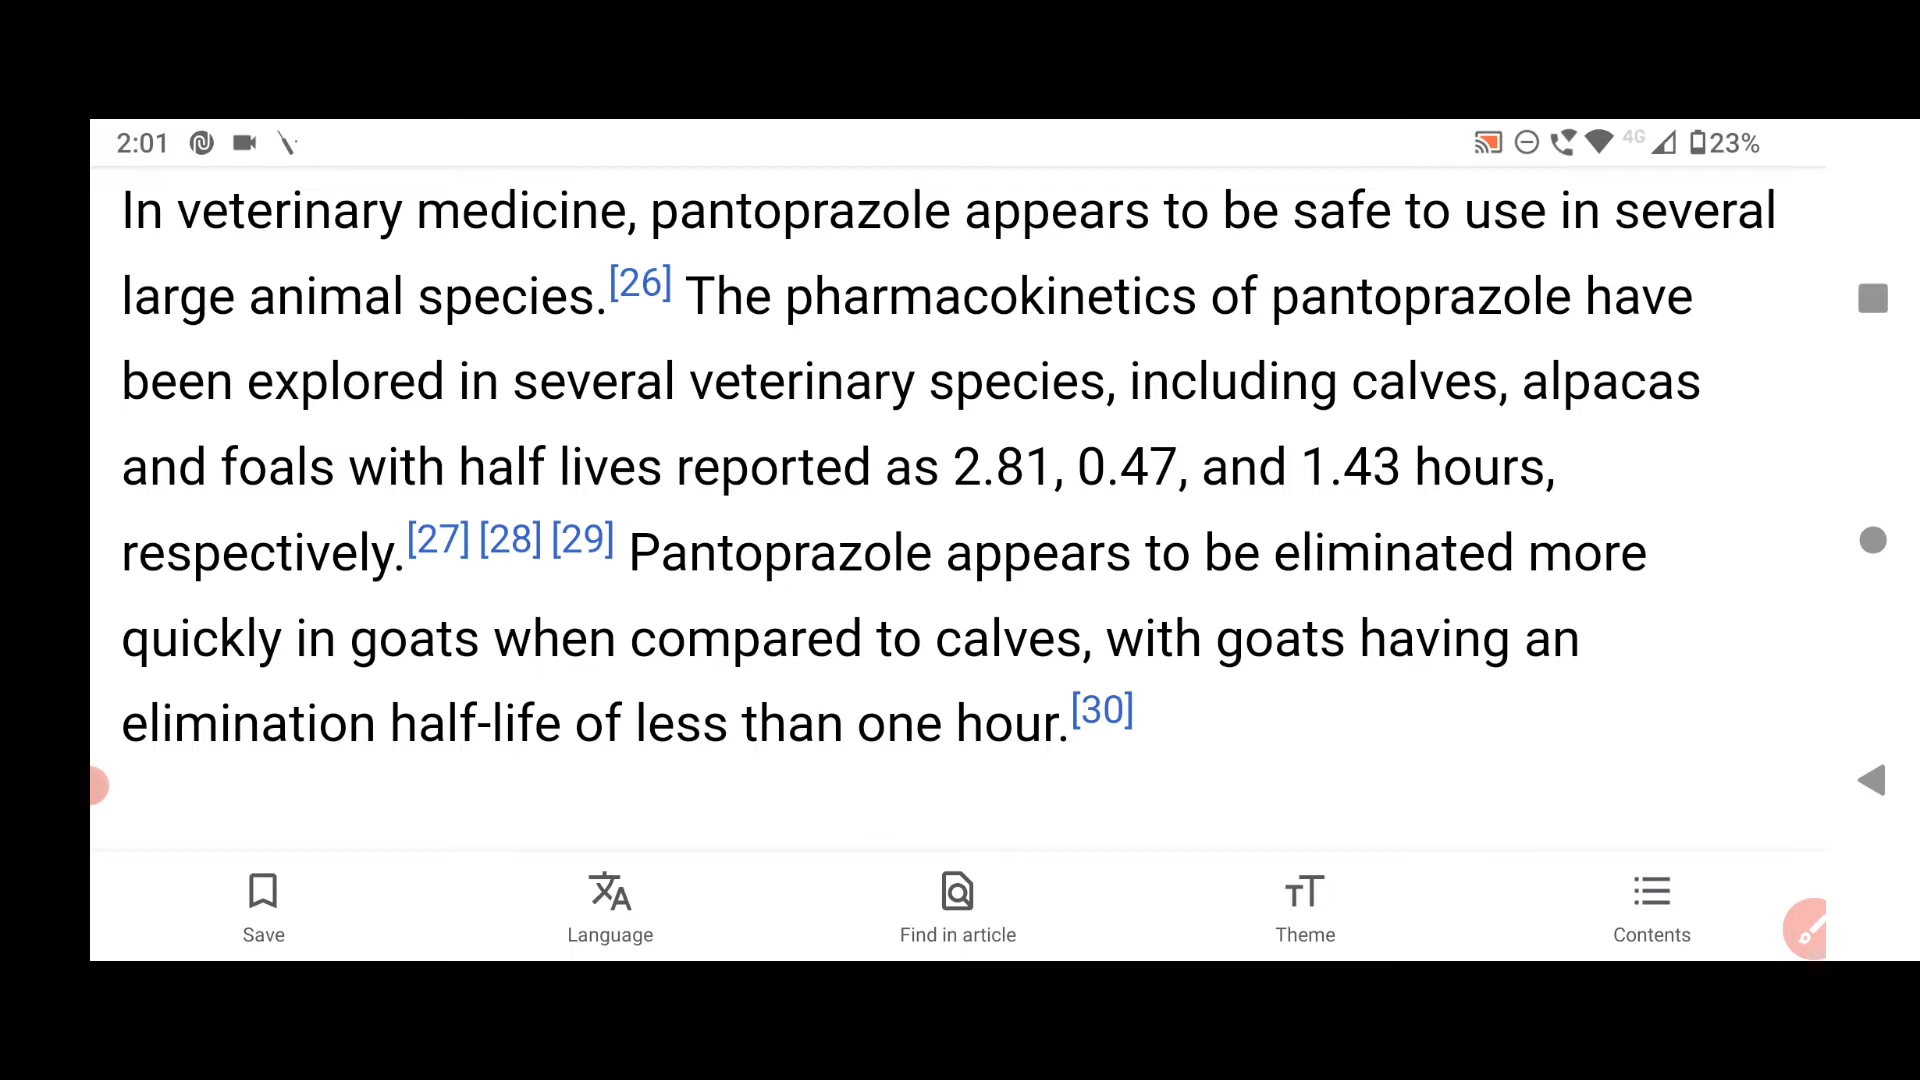 2:01 4G 23%
In veterinary medicine, pantoprazole appears to be safe to use in several
large animal species.[26] The pharmacokinetics of pantoprazole have
been explored in several veterinary species, including calves, alpacas
and foals with half lives reported as 2.81, 0.47, and 1.43 hours,
respectively.[27] [28] [29] Pantoprazole appears to be eliminated more
quickly in goats when compared to calves, with goats having an
elimination half-life of less than one hour.[30]
Save Language Find in article Theme Contents